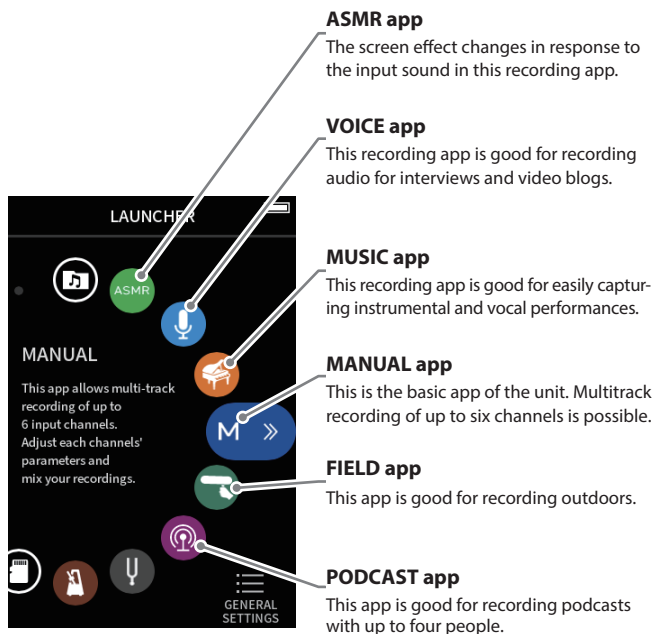 ASMR app
The screen effect changes in response to
the input sound in this recording app.
VOICE app
This recording app is good for recording
audio for interviews and video blogs.
MUSIC app
This recording app is good for easily captur-
ing instrumental and vocal performances.
MANUAL app
This is the basic app of the unit. Multitrack
recording of up to six channels is possible.
FIELD app
This app is good for recording outdoors.
PODCAST app
This app is good for recording podcasts
with up to four people.
LAUNCHER
ASMR
MANUAL
This app allows multi-track
recording of up to
6 input channels.
Adjust each channels'
parameters and
mix your recordings.
M
GENERAL
SETTINGS